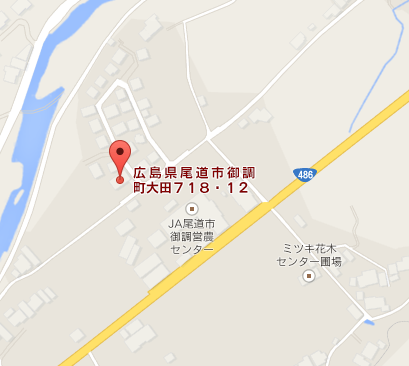 広島県尾道市御調
町大田７１８・１２
486
JA尾道市
御調営農
センター
ミツキ花木
センター圃場